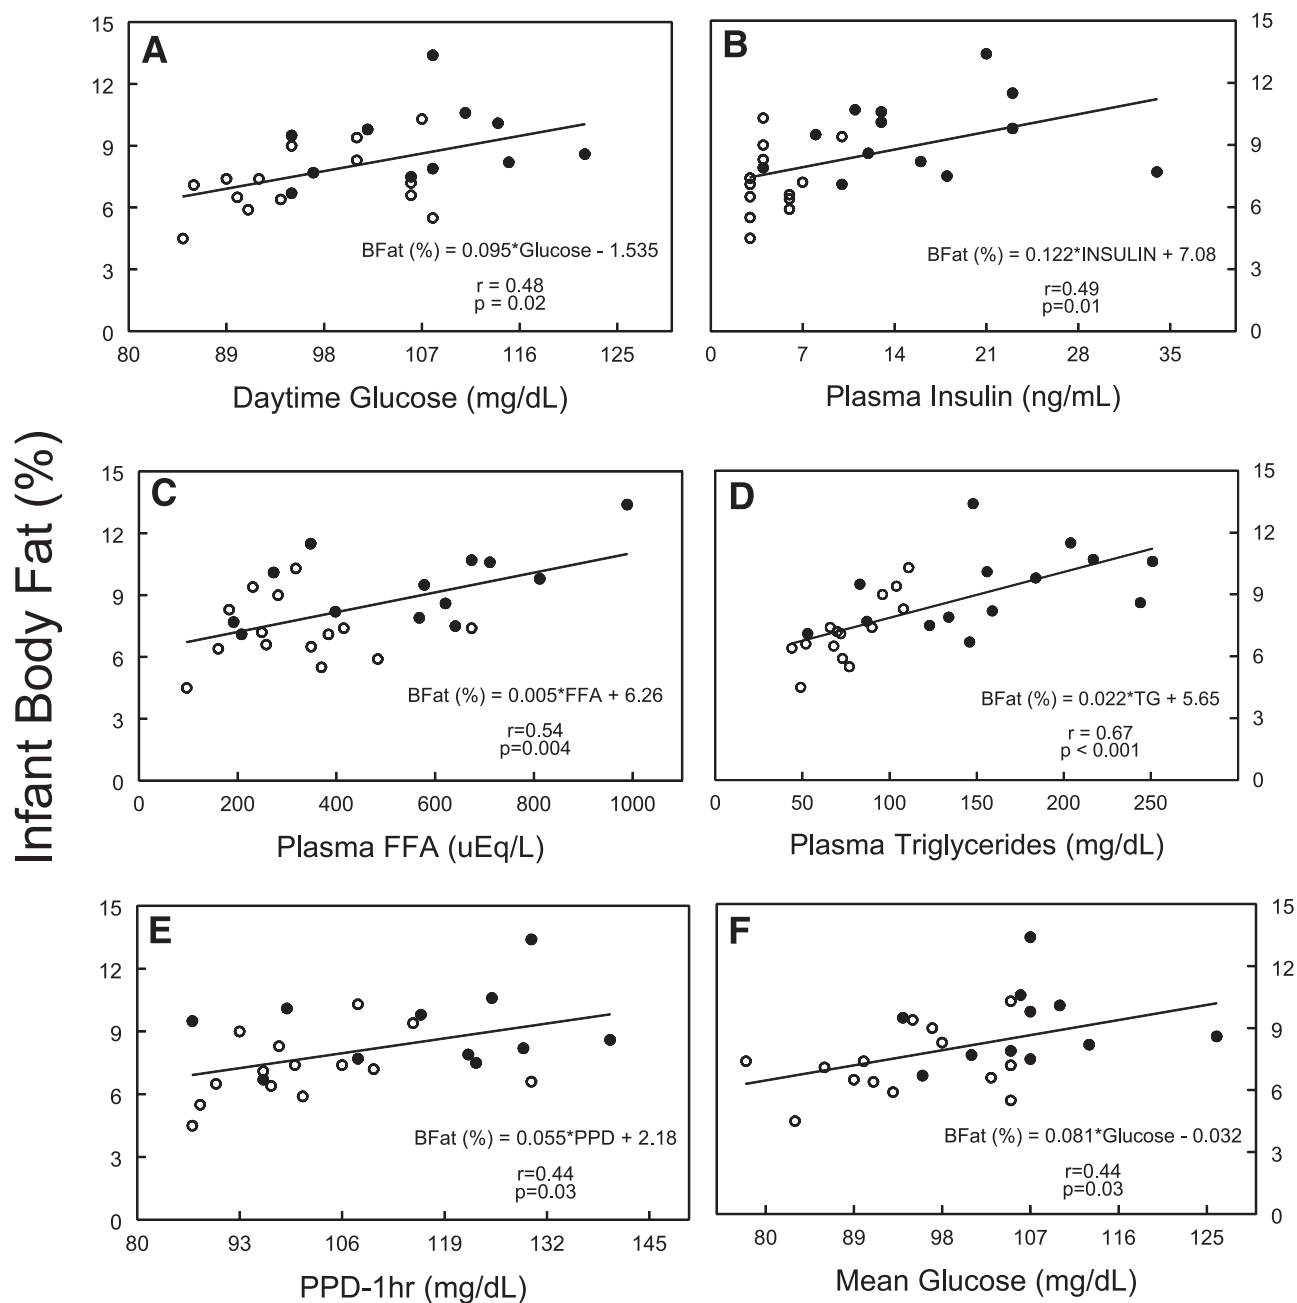 Infant Body Fat (%)
A
15
12
9
6
3
0
80 89 98 107 116 125
BFat (%) = 0.095*Glucose - 1.535
r = 0.48
p = 0.02
Daytime Glucose (mg/dL)
B
15
12
9
6
3
0
0 7 14 21 28 35
BFat (%) = 0.122*INSULIN + 7.08
r=0.49
p=0.01
Plasma Insulin (ng/mL)
C
15
12
9
6
3
0
0 200 400 600 800 1000
BFat (%) = 0.005*FFA + 6.26
r=0.54
p=0.004
Plasma FFA (uEq/L)
D
15
12
9
6
3
0
0 50 100 150 200 250
BFat (%) = 0.022*TG + 5.65
r = 0.67
p < 0.001
Plasma Triglycerides (mg/dL)
E
15
12
9
6
3
0
80 93 106 119 132 145
BFat (%) = 0.055*PPD + 2.18
r=0.44
p=0.03
PPD-1hr (mg/dL)
F
15
12
9
6
3
0
80 89 98 107 116 125
BFat (%) = 0.081*Glucose - 0.032
r=0.44
p=0.03
Mean Glucose (mg/dL)